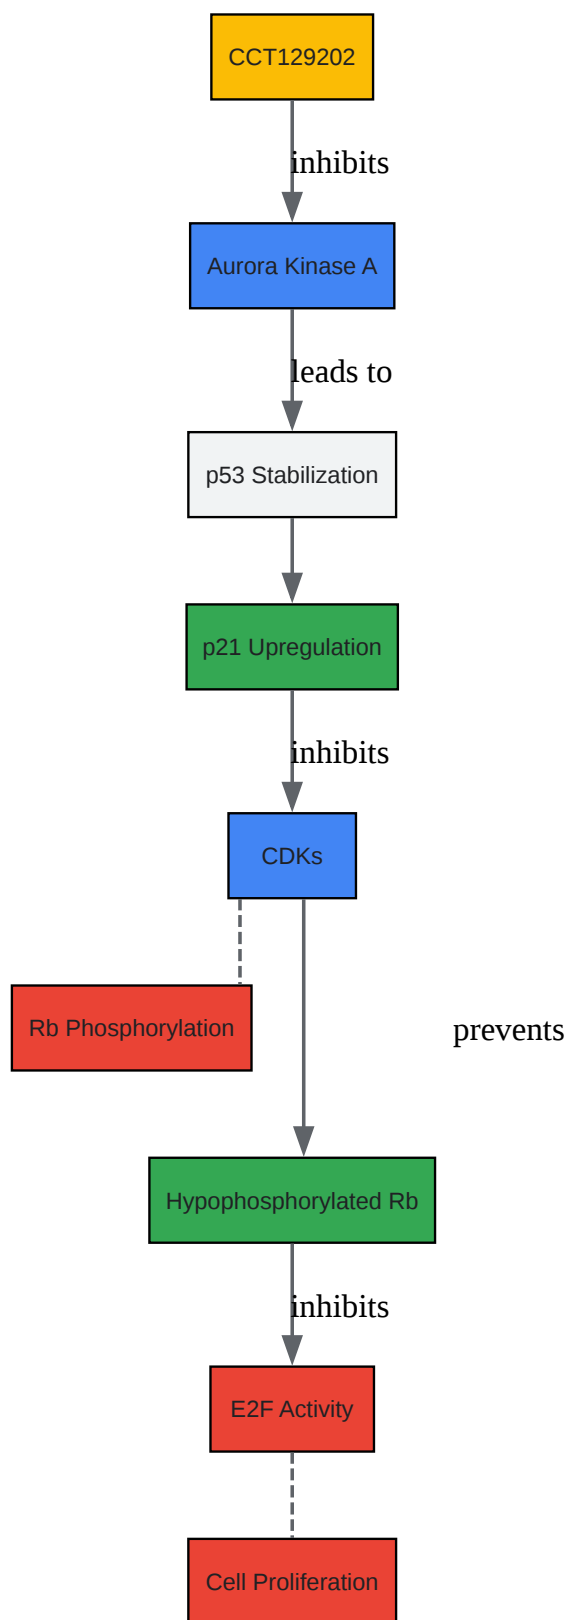 CCT129202
inhibits
Aurora Kinase A
leads to
p53 Stabilization
p21 Upregulation
inhibits
CDKs
Rb Phosphorylation
prevents
Hypophosphorylated Rb
inhibits
E2F Activity
Cell Proliferation